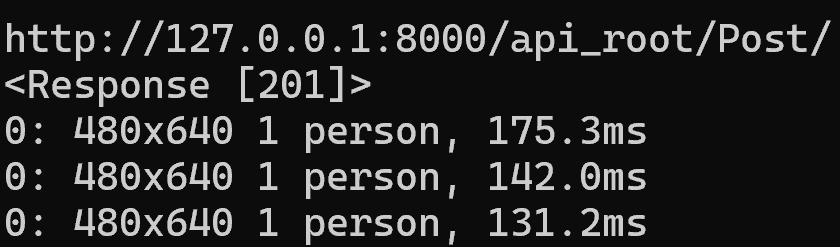 http://127.0.0.1:8000/api_root/Post/
<Response [201]>
0: 480x640 1 person, 175.3ms
0: 480x640 1 person, 142.0ms
0: 480x640 1 person, 131.2ms